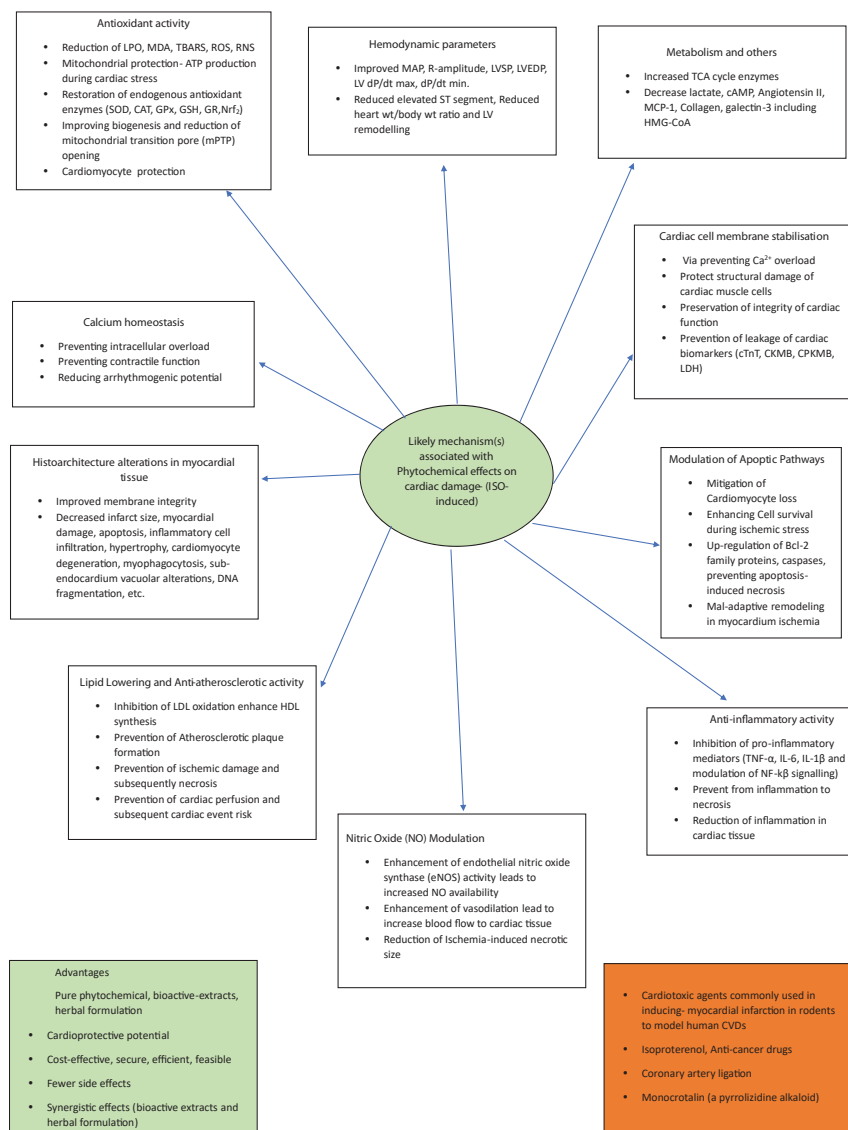 Antioxidant activity
• Reduction of LPO, MDA, TBARS, ROS, RNS
• Mitochondrial protection- ATP production
during cardiac stress
• Restoration of endogenous antioxidant
enzymes (SOD, CAT, GPx, GSH, GR,Nrf₂)
• Improving biogenesis and reduction of
mitochondrial transition pore (mPTP)
opening
• Cardiomyocyte protection
Hemodynamic parameters
• Improved MAP, R-amplitude, LVSP, LVEDP,
LV dP/dt max, dP/dt min.
• Reduced elevated ST segment, Reduced
heart wt/body wt ratio and LV
remodelling
Metabolism and others
• Increased TCA cycle enzymes
• Decrease lactate, cAMP, Angiotensin II,
MCP-1, Collagen, galectin-3 including
HMG-CoA
Cardiac cell membrane stabilisation
• Via preventing Ca²⁺ overload
• Protect structural damage of
cardiac muscle cells
• Preservation of integrity of cardiac
function
• Prevention of leakage of cardiac
biomarkers (cTnT, CKMB, CPKMB,
LDH)
Calcium homeostasis
• Preventing intracellular overload
• Preventing contractile function
• Reducing arrhythmogenic potential
Likely mechanism(s)
associated with
Phytochemical effects on
cardiac damage- (ISO-
induced)
Histoarchitecture alterations in myocardial
tissue
• Improved membrane integrity
• Decreased infarct size, myocardial
damage, apoptosis, inflammatory cell
infiltration, hypertrophy, cardiomyocyte
degeneration, myophagocytosis, sub-
endocardium vacuolar alterations, DNA
fragmentation, etc.
Modulation of Apoptic Pathways
• Mitigation of
Cardiomyocyte loss
• Enhancing Cell survival
during ischemic stress
• Up-regulation of Bcl-2
family proteins, caspases,
preventing apoptosis-
induced necrosis
• Mal-adaptive remodeling
in myocardium ischemia
Lipid Lowering and Anti-atherosclerotic activity
• Inhibition of LDL oxidation enhance HDL
synthesis
• Prevention of Atherosclerotic plaque
formation
• Prevention of ischemic damage and
subsequently necrosis
• Prevention of cardiac perfusion and
subsequent cardiac event risk
Anti-inflammatory activity
• Inhibition of pro-inflammatory
mediators (TNF-α, IL-6, IL-1β and
modulation of NF-kβ signalling)
• Prevent from inflammation to
necrosis
• Reduction of inflammation in
cardiac tissue
Nitric Oxide (NO) Modulation
• Enhancement of endothelial nitric oxide
synthase (eNOS) activity leads to
increased NO availability
• Enhancement of vasodilation lead to
increase blood flow to cardiac tissue
• Reduction of Ischemia-induced necrotic
size
Advantages
Pure phytochemical, bioactive-extracts,
herbal formulation
• Cardioprotective potential
• Cost-effective, secure, efficient, feasible
• Fewer side effects
• Synergistic effects (bioactive extracts and
herbal formulation)
• Cardiotoxic agents commonly used in
inducing- myocardial infarction in rodents
to model human CVDs
• Isoproterenol, Anti-cancer drugs
• Coronary artery ligation
• Monocrotalin (a pyrrolizidine alkaloid)